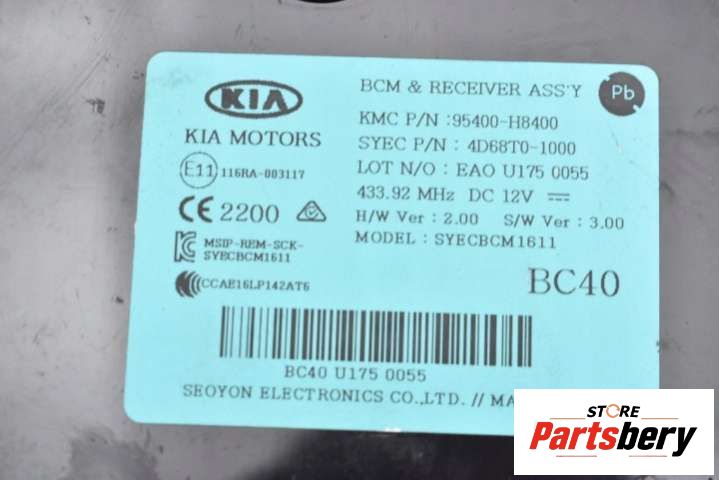 KIA
KIA MOTORS
E11 116RA-003117
CE 2200
MSIP-REM-SCK-
SYECBCM1611
CCAE16LP142AT6
BCM & RECEIVER ASS'Y
Pb
KMC P/N :95400-H8400
SYEC P/N : 4D68T0-1000
LOT N/O : EAO U175 0055
433.92 MHz DC 12V
H/W Ver : 2.00 S/W Ver : 3.00
MODEL : SYECBCM1611
BC40
BC40 U175 0055
SEOYON ELECTRONICS CO.,LTD. // MA
STORE
Partsbery